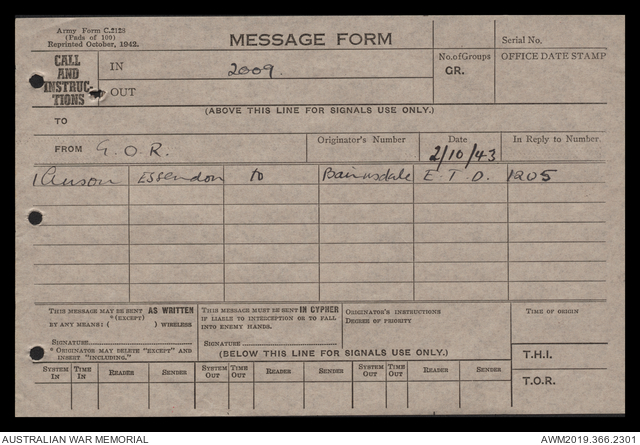 Army Form C.2128
(Pads of 100)
Reprinted October, 1942.
MESSAGE FORM
Serial No.
CALL AND INSTRUC-TIONS
IN 2009.
OUT
No. of Groups
GR.
OFFICE DATE STAMP
(ABOVE THIS LINE FOR SIGNALS USE ONLY.)
TO
FROM G.O.R.
Originator's Number
Date
2/10/43
In Reply to Number
1 Anson Essendon to Bairnsdale E.T.D. 1205
THIS MESSAGE MAY BE SENT AS WRITTEN
*(EXCEPT)
BY ANY MEANS: ( ) WIRELESS
SIGNATURE
* ORIGINATOR MAY DELETE "EXCEPT" AND
INSERT "INCLUDING."
THIS MESSAGE MUST BE SENT IN CYPHER
IF LIABLE TO INTERCEPTION OR TO FALL
INTO ENEMY HANDS.
SIGNATURE
ORIGINATOR'S INSTRUCTIONS
DEGREE OF PRIORITY
TIME OF ORIGIN
(BELOW THIS LINE FOR SIGNALS USE ONLY.)
T.H.I.
T.O.R.
SYSTEM IN TIME IN READER SENDER SYSTEM OUT TIME OUT READER SENDER SYSTEM OUT TIME OUT READER SENDER
AUSTRALIAN WAR MEMORIAL
AWM2019.366.2301